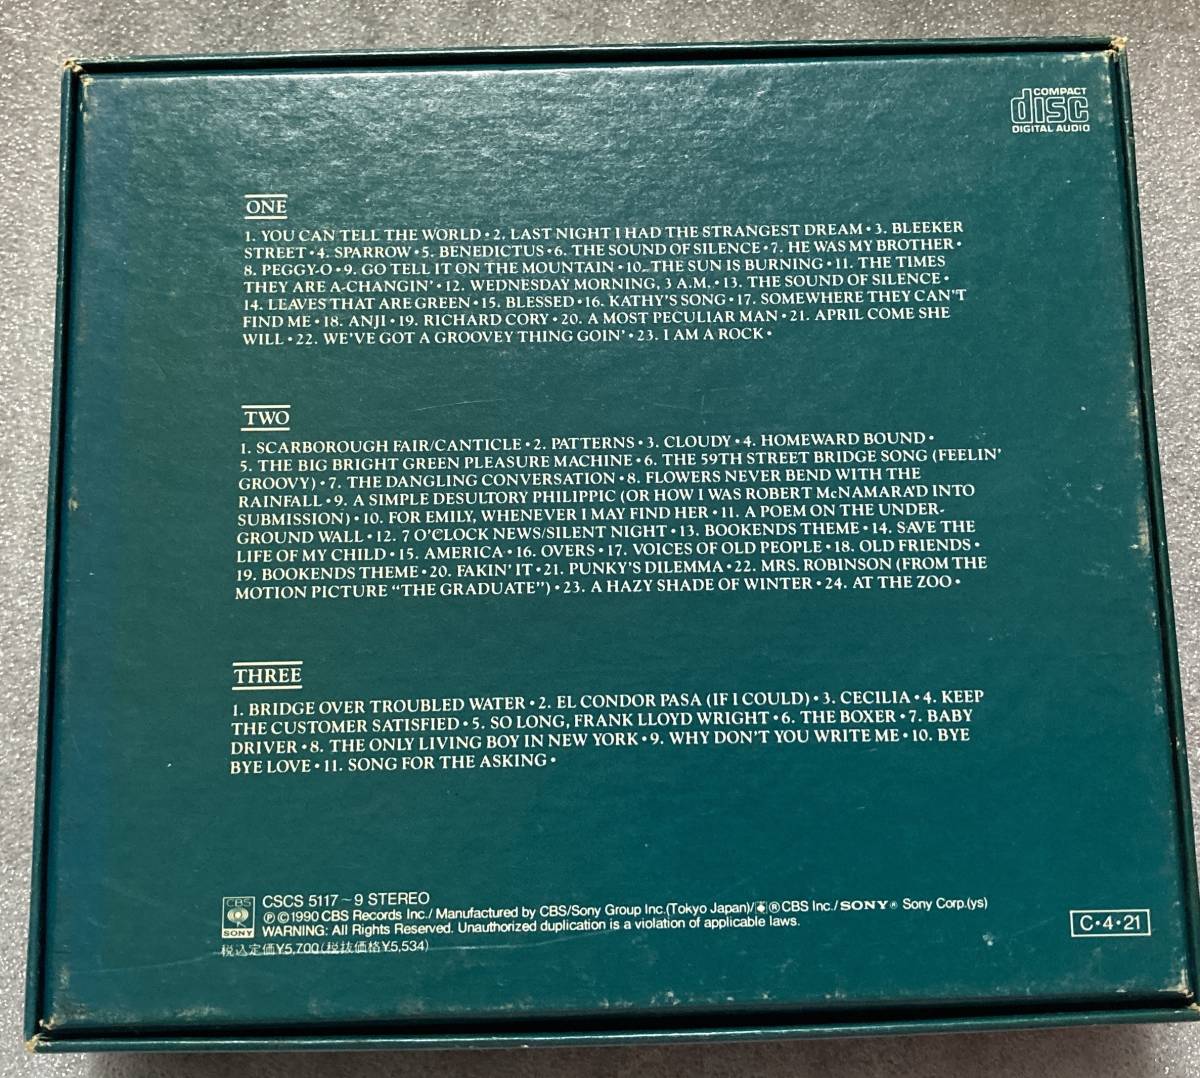 COMPACT
disc
DIGITAL AUDIO
ONE
1. YOU CAN TELL THE WORLD • 2. LAST NIGHT I HAD THE STRANGEST DREAM • 3. BLEEKER
STREET • 4. SPARROW • 5. BENEDICTUS • 6. THE SOUND OF SILENCE • 7. HE WAS MY BROTHER •
8. PEGGY-O • 9. GO TELL IT ON THE MOUNTAIN • 10. THE SUN IS BURNING • 11. THE TIMES
THEY ARE A-CHANGIN' • 12. WEDNESDAY MORNING, 3 A.M. • 13. THE SOUND OF SILENCE •
14. LEAVES THAT ARE GREEN • 15. BLESSED • 16. KATHY'S SONG • 17. SOMEWHERE THEY CAN'T
FIND ME • 18. ANJI • 19. RICHARD CORY • 20. A MOST PECULIAR MAN • 21. APRIL COME SHE
WILL • 22. WE'VE GOT A GROOVEY THING GOIN' • 23. I AM A ROCK •
TWO
1. SCARBOROUGH FAIR/CANTICLE • 2. PATTERNS • 3. CLOUDY • 4. HOMEWARD BOUND •
5. THE BIG BRIGHT GREEN PLEASURE MACHINE • 6. THE 59TH STREET BRIDGE SONG (FEELIN'
GROOVY) • 7. THE DANGLING CONVERSATION • 8. FLOWERS NEVER BEND WITH THE
RAINFALL • 9. A SIMPLE DESULTORY PHILIPPIC (OR HOW I WAS ROBERT McNAMARA'D INTO
SUBMISSION) • 10. FOR EMILY, WHENEVER I MAY FIND HER • 11. A POEM ON THE UNDER-
GROUND WALL • 12. 7 O'CLOCK NEWS/SILENT NIGHT • 13. BOOKENDS THEME • 14. SAVE THE
LIFE OF MY CHILD • 15. AMERICA • 16. OVERS • 17. VOICES OF OLD PEOPLE • 18. OLD FRIENDS •
19. BOOKENDS THEME • 20. FAKIN' IT • 21. PUNKY'S DILEMMA • 22. MRS. ROBINSON (FROM THE
MOTION PICTURE “THE GRADUATE”) • 23. A HAZY SHADE OF WINTER • 24. AT THE ZOO •
THREE
1. BRIDGE OVER TROUBLED WATER • 2. EL CONDOR PASA (IF I COULD) • 3. CECILIA • 4. KEEP
THE CUSTOMER SATISFIED • 5. SO LONG, FRANK LLOYD WRIGHT • 6. THE BOXER • 7. BABY
DRIVER • 8. THE ONLY LIVING BOY IN NEW YORK • 9. WHY DON'T YOU WRITE ME • 10. BYE
BYE LOVE • 11. SONG FOR THE ASKING •
CBS
SONY
CSCS 5117~9 STEREO
℗©1990 CBS Records Inc./ Manufactured by CBS/Sony Group Inc.(Tokyo Japan)/®CBS Inc./SONY® Sony Corp.(ys)
WARNING: All Rights Reserved. Unauthorized duplication is a violation of applicable laws.
税込定価¥5,700(税抜価格¥5,534)
C•4•21